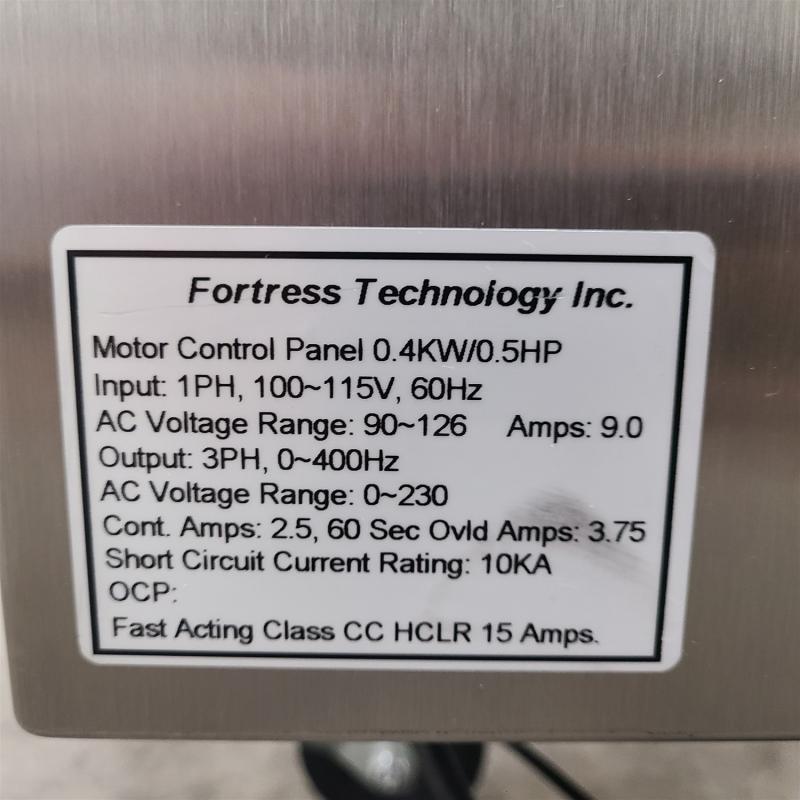 Fortress Technology Inc.
Motor Control Panel 0.4KW/0.5HP
Input: 1PH, 100~115V, 60Hz
AC Voltage Range: 90~126 Amps: 9.0
Output: 3PH, 0~400Hz
AC Voltage Range: 0~230
Cont. Amps: 2.5, 60 Sec Ovld Amps: 3.75
Short Circuit Current Rating: 10KA
OCP:
Fast Acting Class CC HCLR 15 Amps.